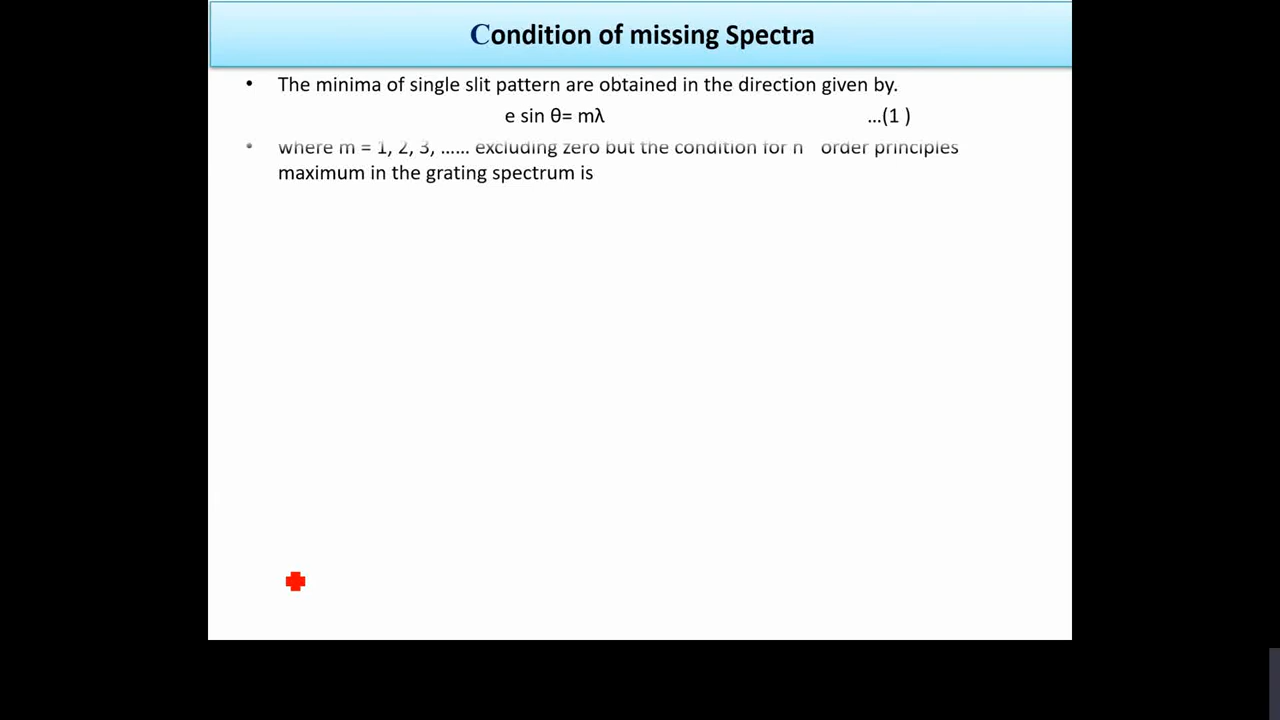 Condition of missing Spectra
• The minima of single slit pattern are obtained in the direction given by.
e sin θ= mλ ...(1 )
• where m = 1, 2, 3, ...... excluding zero but the condition for n order principles
maximum in the grating spectrum is